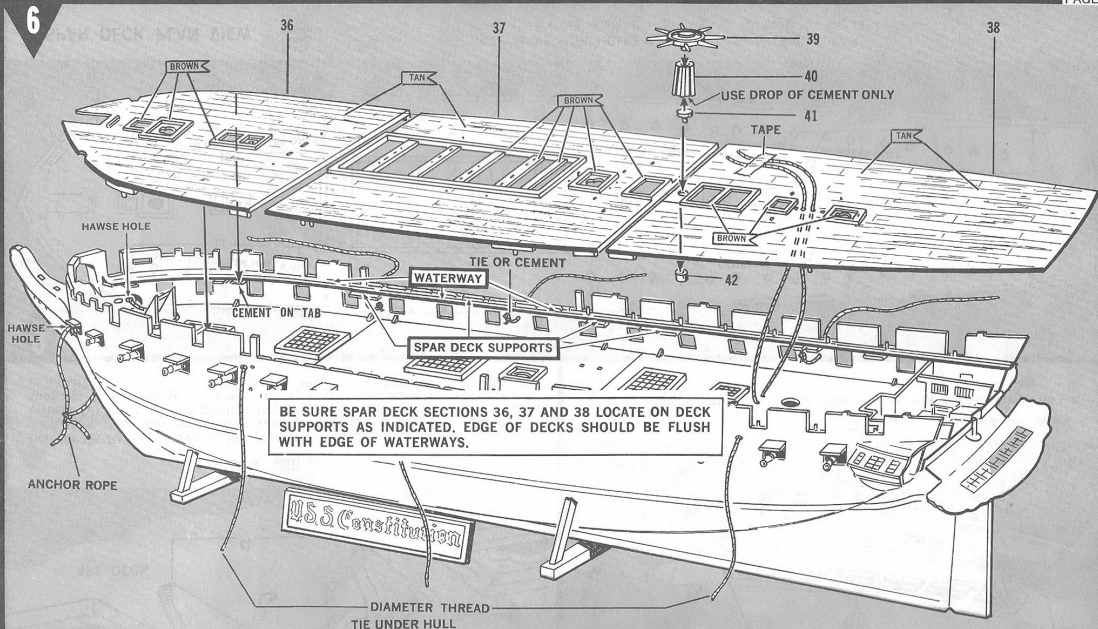 PAGE
6
36
37
38
39
40
USE DROP OF CEMENT ONLY
41
TAPE
BROWN
TAN
BROWN
TAN
BROWN
HAWSE HOLE
HAWSE
HOLE
TIE OR CEMENT
42
WATERWAY
CEMENT ON TAB
SPAR DECK SUPPORTS
BE SURE SPAR DECK SECTIONS 36, 37 AND 38 LOCATE ON DECK
SUPPORTS AS INDICATED. EDGE OF DECKS SHOULD BE FLUSH
WITH EDGE OF WATERWAYS.
ANCHOR ROPE
U.S.S. Constitution
DIAMETER THREAD
TIE UNDER HULL